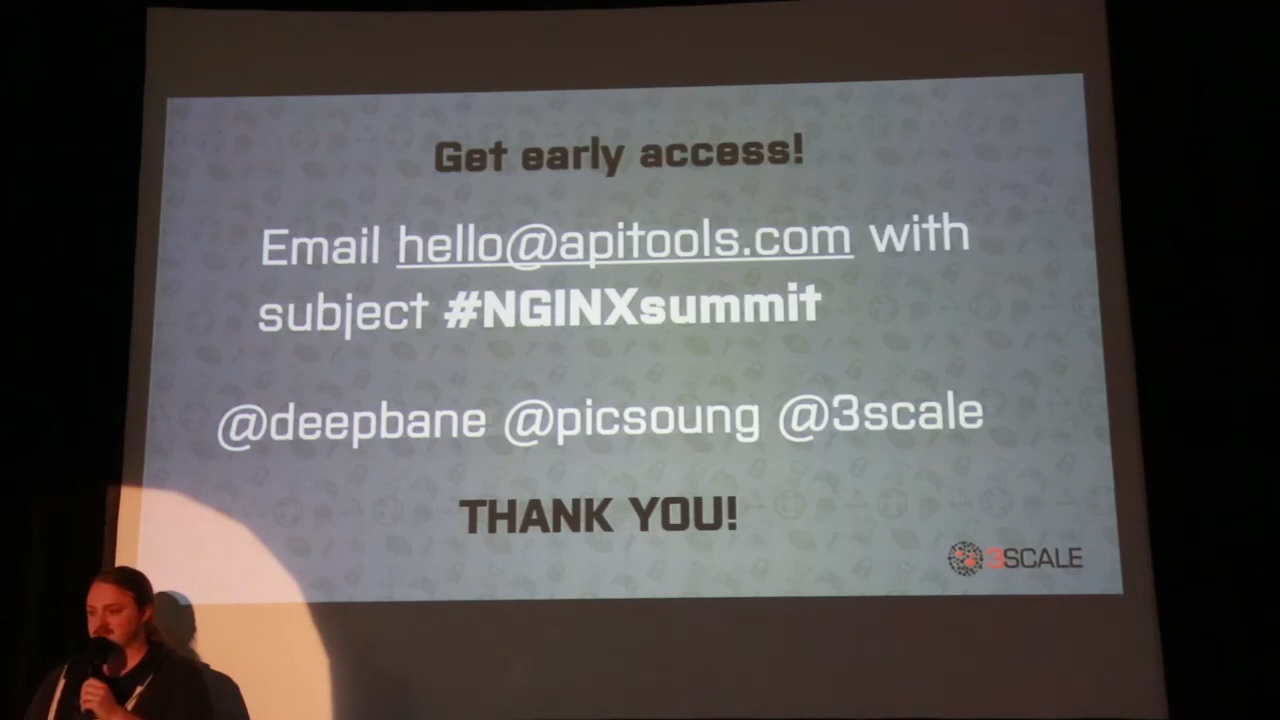 Get early access!
Email hello@apitools.com with
subject #NGINXsummit
@deepbane @picsoung @3scale
THANK YOU!
3SCALE